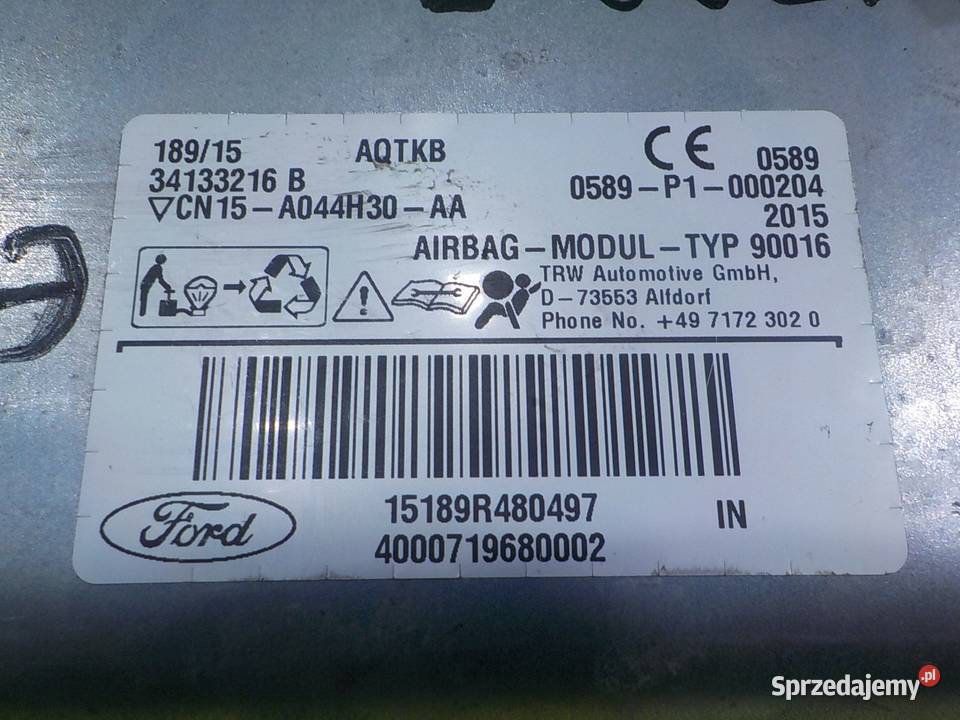 189/15 AQTKB CE 0589
34133216 B 0589-P1-000204
▽CN15-A044H30-AA 2015
AIRBAG-MODUL-TYP 90016
TRW Automotive GmbH,
D-73553 Alfdorf
Phone No. +49 7172 302 0
15189R480497 IN
Ford
4000719680002
Sprzedajemy.pl